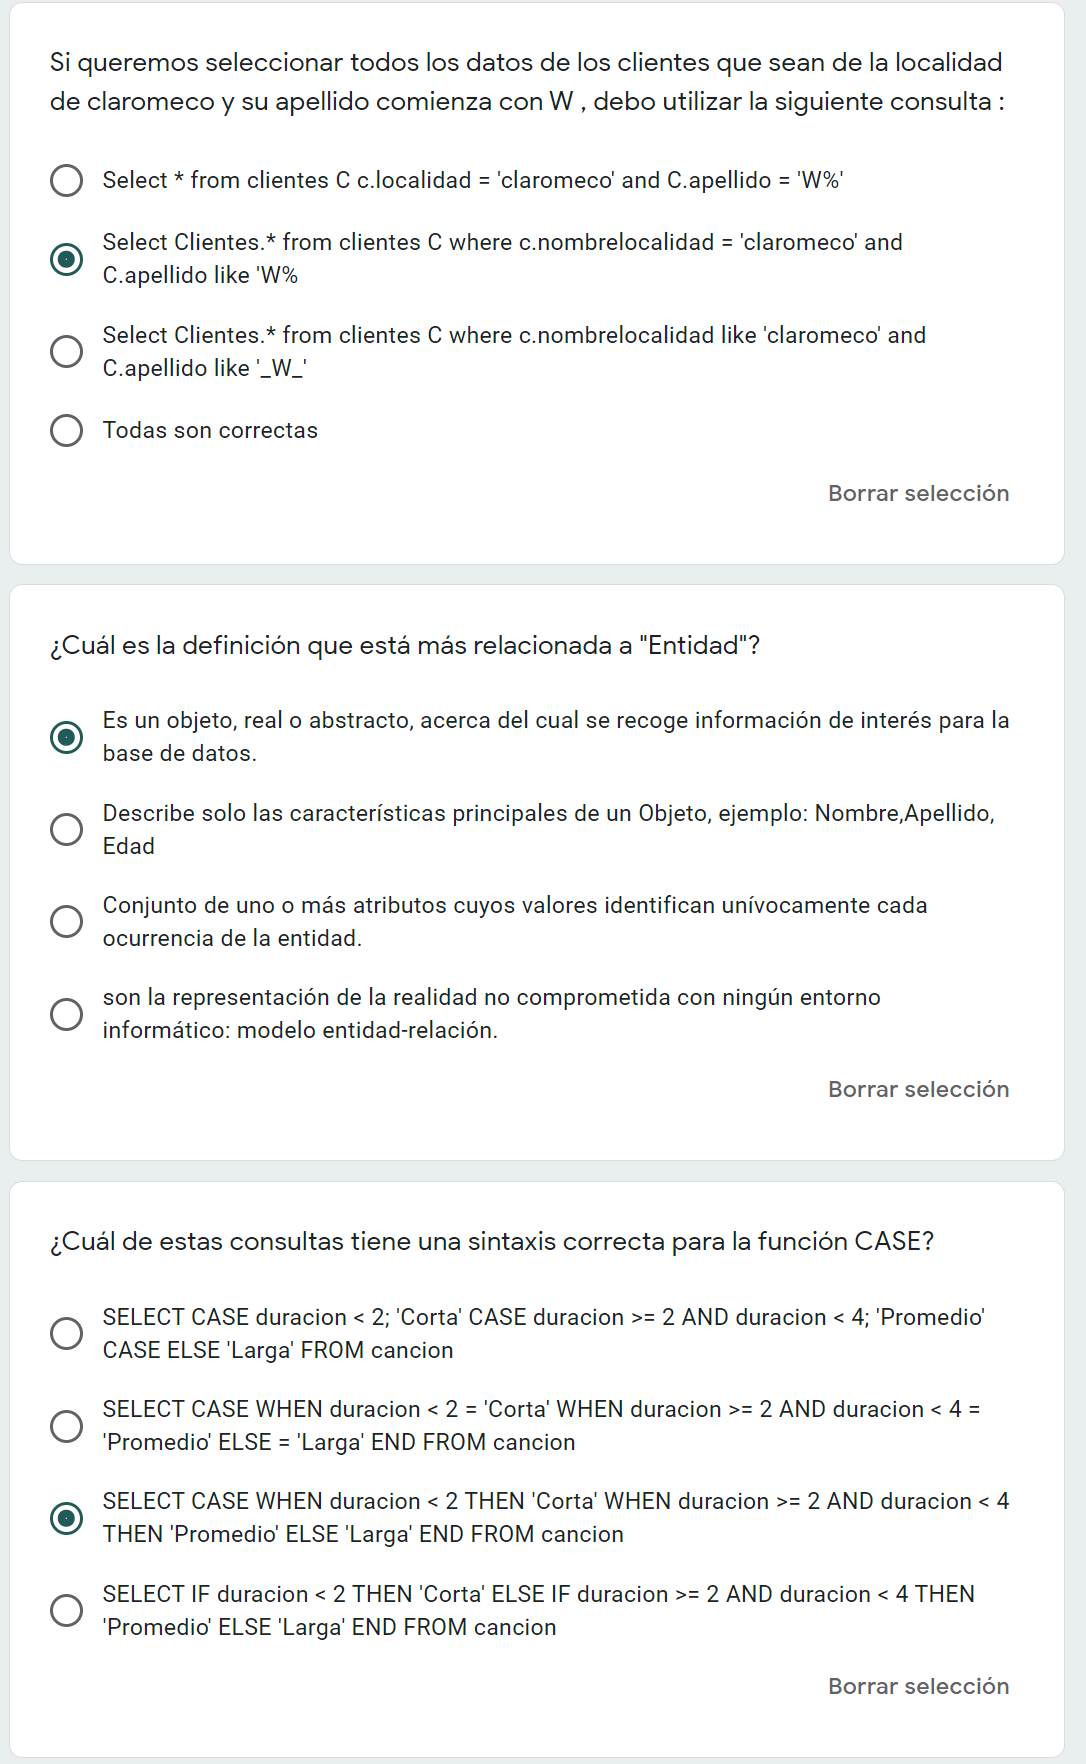 Si queremos seleccionar todos los datos de los clientes que sean de la localidad
de claromeco y su apellido comienza con W , debo utilizar la siguiente consulta :
Select * from clientes C c.localidad = 'claromeco' and C.apellido = 'W%'
Select Clientes.* from clientes C where c.nombrelocalidad = 'claromeco' and
C.apellido like 'W%
Select Clientes.* from clientes C where c.nombrelocalidad like 'claromeco' and
C.apellido like '_W_'
Todas son correctas
Borrar selección
¿Cuál es la definición que está más relacionada a "Entidad"?
Es un objeto, real o abstracto, acerca del cual se recoge información de interés para la
base de datos.
Describe solo las características principales de un Objeto, ejemplo: Nombre,Apellido,
Edad
Conjunto de uno o más atributos cuyos valores identifican unívocamente cada
ocurrencia de la entidad.
son la representación de la realidad no comprometida con ningún entorno
informático: modelo entidad-relación.
Borrar selección
¿Cuál de estas consultas tiene una sintaxis correcta para la función CASE?
SELECT CASE duracion < 2; 'Corta' CASE duracion >= 2 AND duracion < 4; 'Promedio'
CASE ELSE 'Larga' FROM cancion
SELECT CASE WHEN duracion < 2 = 'Corta' WHEN duracion >= 2 AND duracion < 4 =
'Promedio' ELSE = 'Larga' END FROM cancion
SELECT CASE WHEN duracion < 2 THEN 'Corta' WHEN duracion >= 2 AND duracion < 4
THEN 'Promedio' ELSE 'Larga' END FROM cancion
SELECT IF duracion < 2 THEN 'Corta' ELSE IF duracion >= 2 AND duracion < 4 THEN
'Promedio' ELSE 'Larga' END FROM cancion
Borrar selección